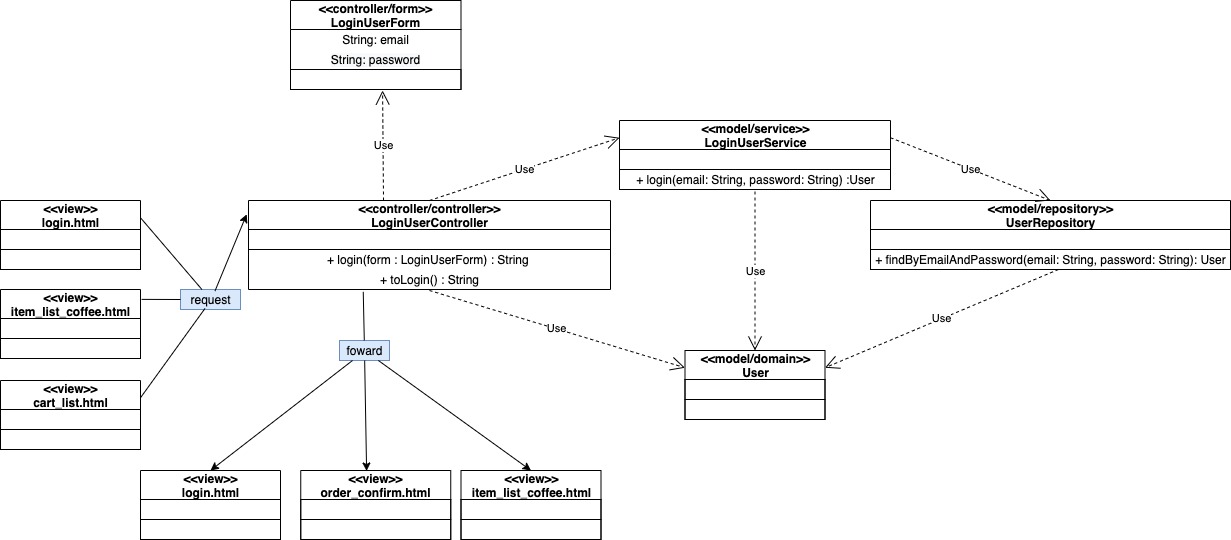 <<controller/form>>
LoginUserForm
String: email
String: password
Use
<<model/service>>
LoginUserService
+ login(email: String, password: String) :User
Use
Use
<<view>>
login.html
<<controller/controller>>
LoginUserController
+ login(form : LoginUserForm) : String
+ toLogin() : String
<<model/repository>>
UserRepository
+ findByEmailAndPassword(email: String, password: String): User
<<view>>
item_list_coffee.html
request
Use
Use
Use
foward
<<view>>
cart_list.html
<<model/domain>>
User
<<view>>
login.html
<<view>>
order_confirm.html
<<view>>
item_list_coffee.html